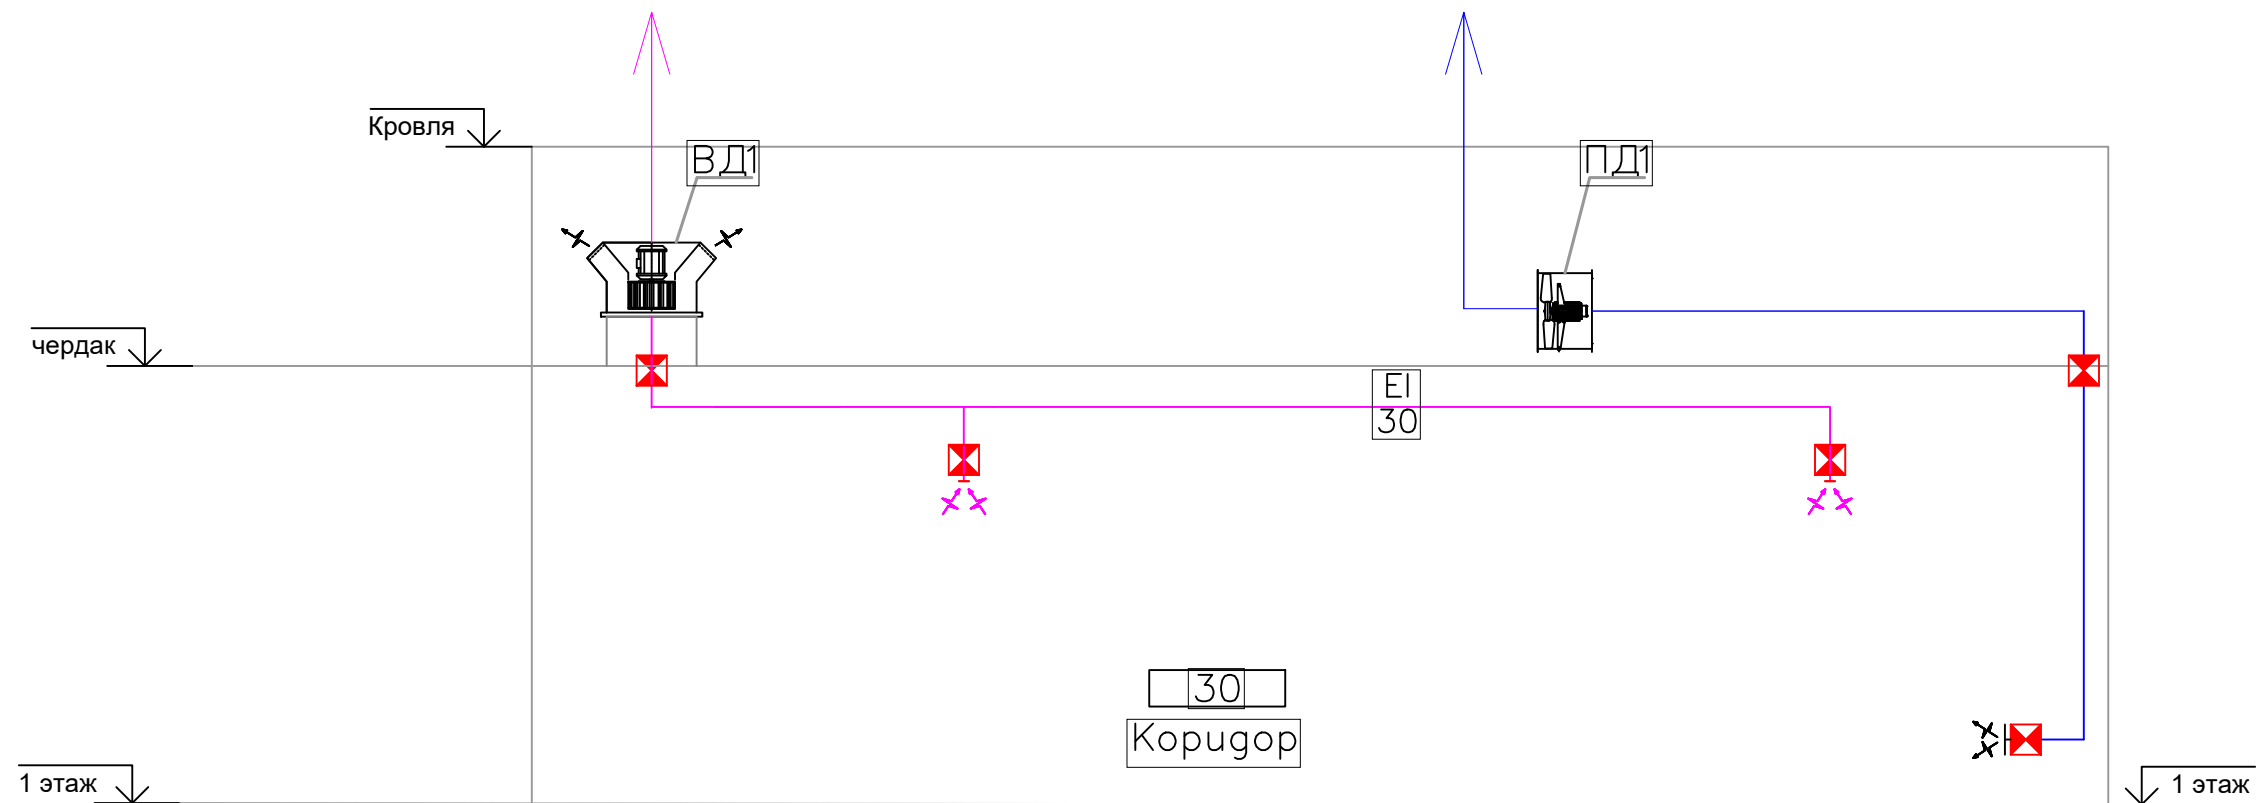 Кровля
ВД1
ПД1
чердак
EI
30
30
Коридор
1 этаж
1 этаж